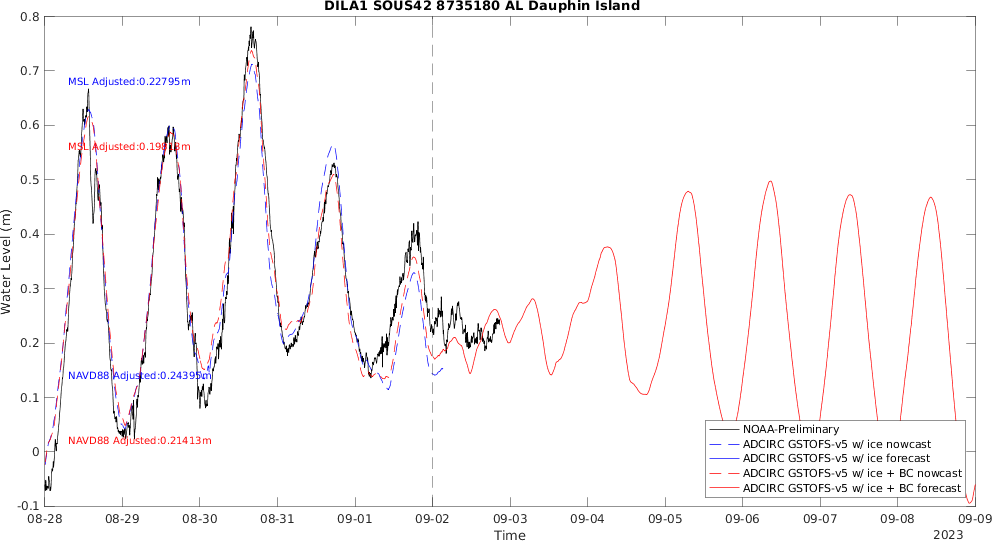 DILA1 SOUS42 8735180 AL Dauphin Island
Water Level (m)
0.8
0.7
0.6
0.5
0.4
0.3
0.2
0.1
0
-0.1
MSL Adjusted:0.22795m
MSL Adjusted:
NAVD88 Adjusted:0.24395m
NAVD88 Adjusted:0.21413m
NOAA-Preliminary
ADCIRC GSTOFS-v5 w/ ice nowcast
ADCIRC GSTOFS-v5 w/ ice forecast
ADCIRC GSTOFS-v5 w/ ice + BC nowcast
ADCIRC GSTOFS-v5 w/ ice + BC forecast
08-28 08-29 08-30 08-31 09-01 09-02 09-03 09-04 09-05 09-06 09-07 09-08 09-09
Time
2023